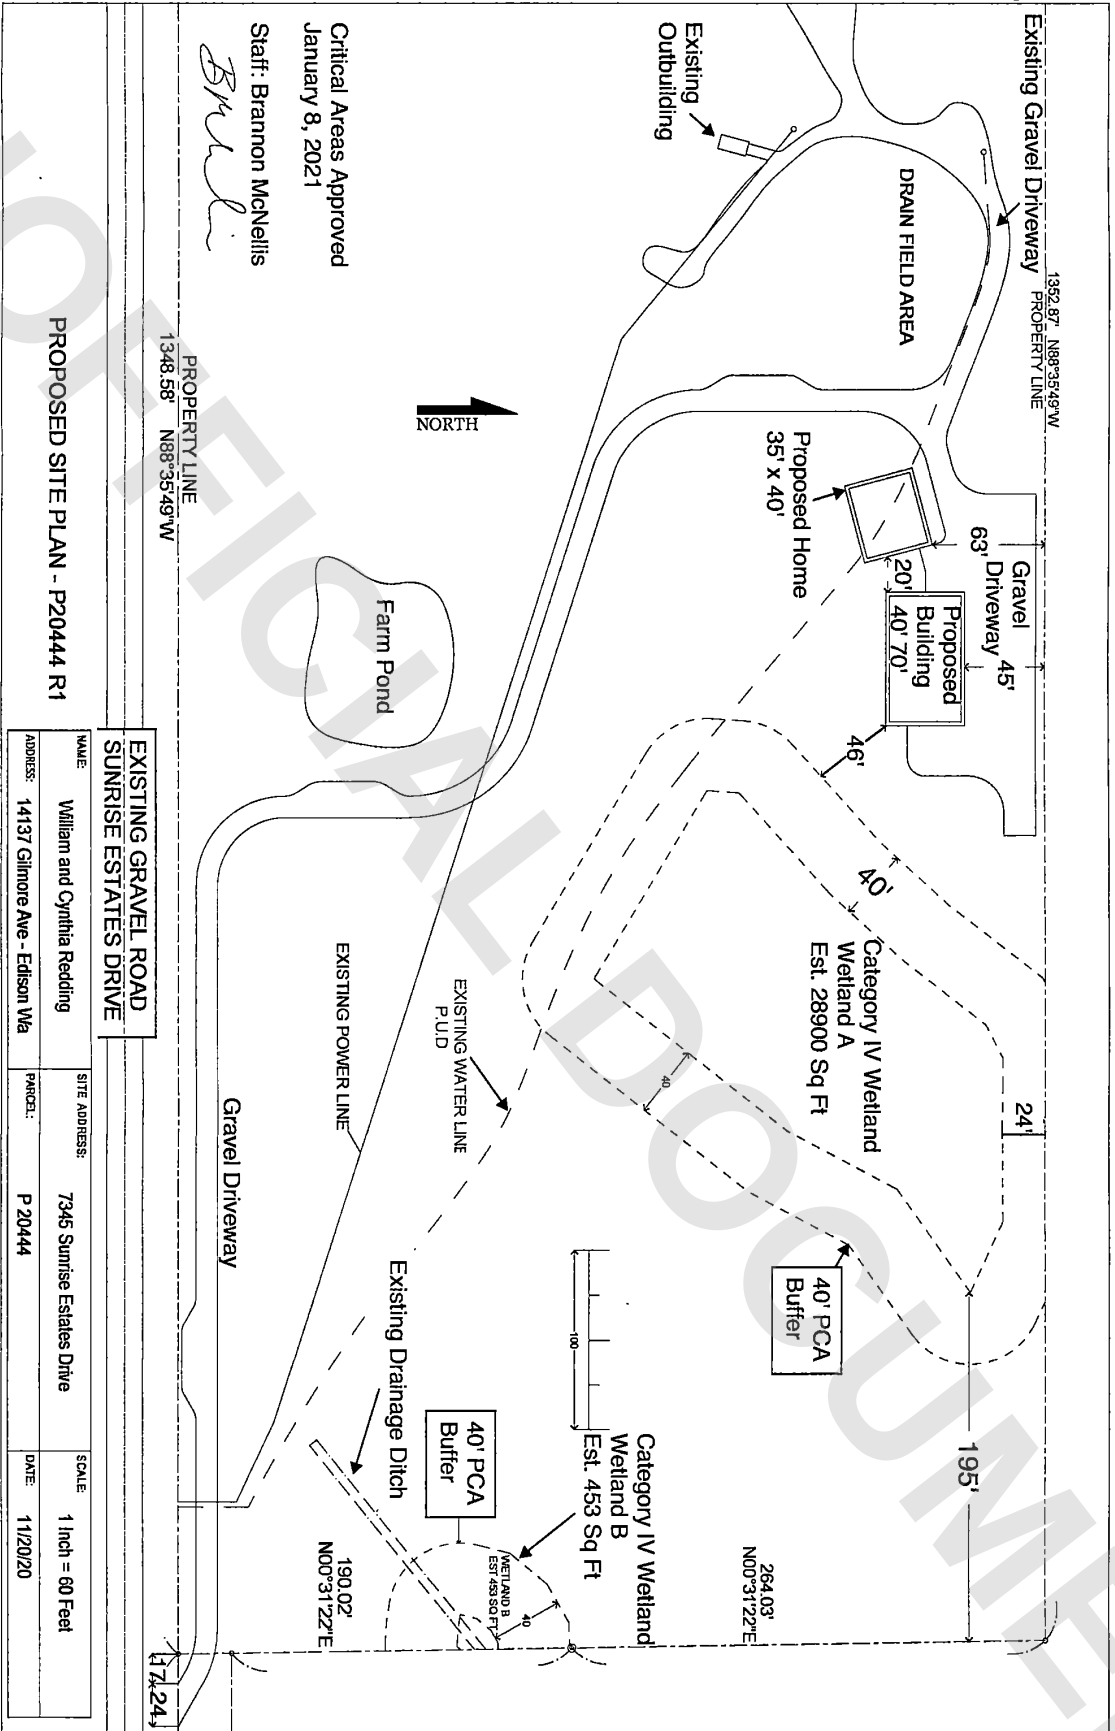 Existing Gravel Driveway
1352.87' N88°35'49"W
PROPERTY LINE
Existing
Outbuilding
DRAIN FIELD AREA
Critical Areas Approved
January 8, 2021
Staff: Brannon McNellis
PROPERTY LINE
1348.58' N88°35'49"W
NORTH
Proposed Home
35' x 40'
63'
Gravel
Driveway
45'
20'
Proposed
Building
40' 70'
46'
40'
Farm Pond
Category IV Wetland
Wetland A
Est. 28900 Sq Ft
24'
40
40' PCA
Buffer
195'
EXISTING WATER LINE
P.U.D
EXISTING POWER LINE
Gravel Driveway
100
Existing Drainage Ditch
40' PCA
Buffer
Category IV Wetland
Wetland B
Est. 453 Sq Ft
WETLAND B
EST 453 SQ FT
40
264.03'
N00°31'22"E
190.02'
N00°31'22"E
17.24
EXISTING GRAVEL ROAD
SUNRISE ESTATES DRIVE
PROPOSED SITE PLAN - P20444 R1
NAME: William and Cynthia Redding
ADDRESS: 14137 Gilmore Ave - Edison Wa
SITE ADDRESS: 7345 Sunrise Estates Drive
PARCEL: P 20444
SCALE: 1 Inch = 60 Feet
DATE: 11/20/20
OFFICIAL DOCUME